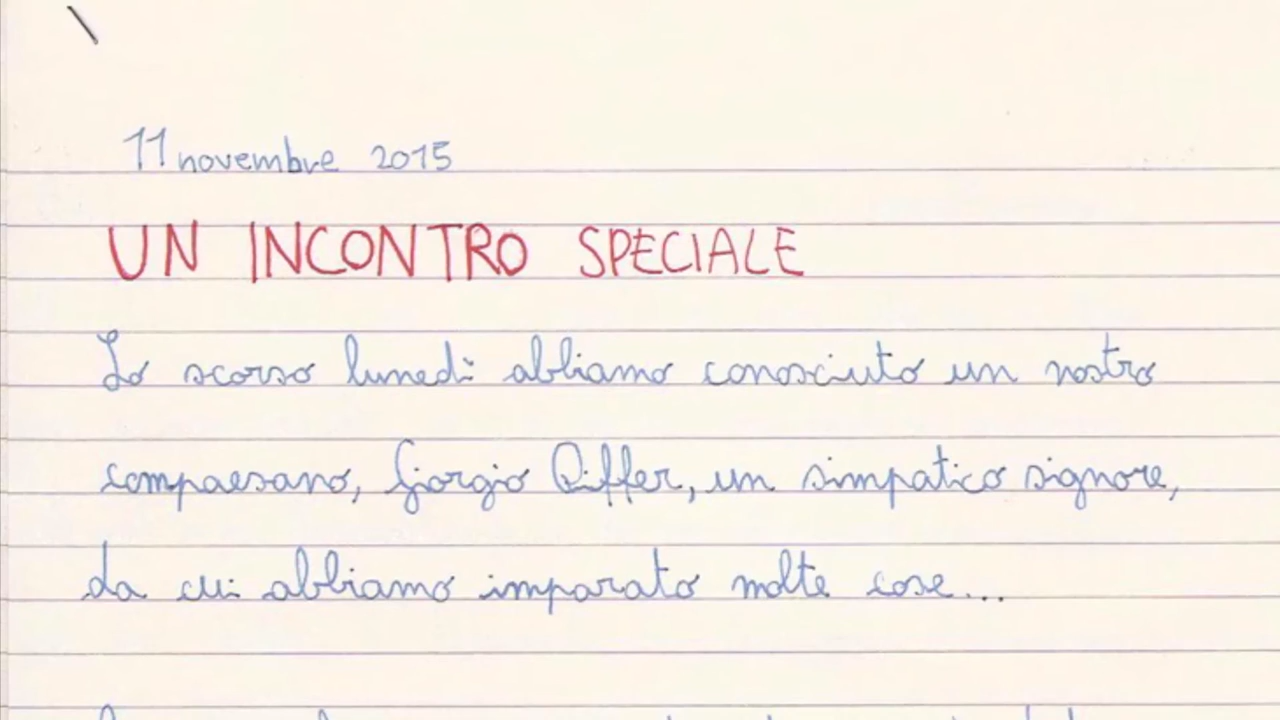 11 novembre 2015
UN INCONTRO SPECIALE
Lo scorso lunedì abbiamo conosciuto un nostro
compaesano, Giorgio Piffer, un simpatico signore,
da cui abbiamo imparato molte cose...